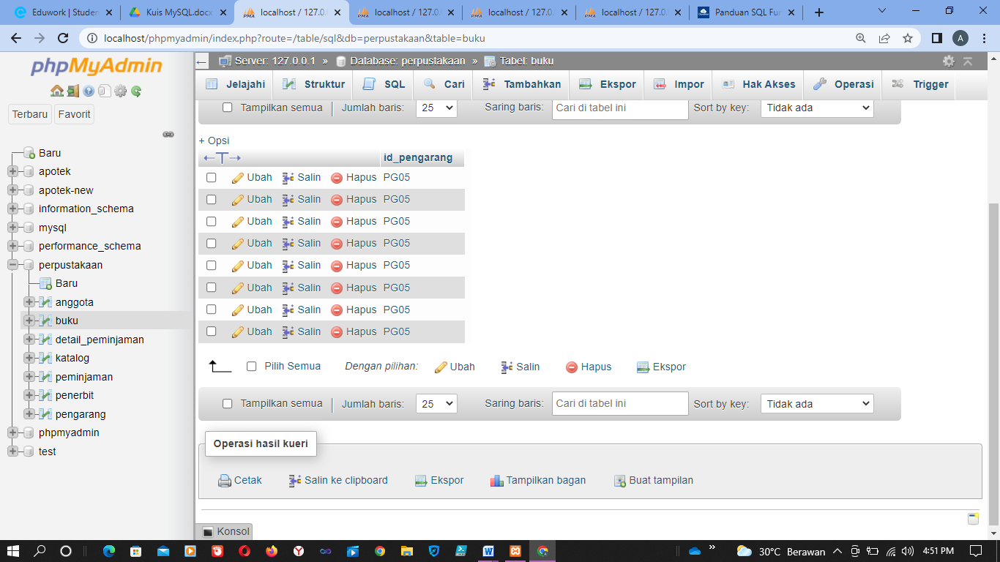 Edework | Studen
Kuis MySQL.docx
localhost / 127.0.
localhost / 127.0.
localhost / 127.0.
localhost / 127.0.
Panduan SQL Fun
localhost/phpmyadmin/index.php?route=/table/sql&db=perpustakaan&table=buku
A
phpMyAdmin
Terbaru
Favorit
Baru
apotek
apotek-new
information_schema
mysql
performance_schema
perpustakaan
Baru
anggota
buku
detail_peminjaman
katalog
peminjaman
penerbit
pengarang
phpmyadmin
test
Server: 127.0.0.1 » Database: perpustakaan » Tabel: buku
Jelajahi Struktur SQL Cari Tambahkan Ekspor Impor Hak Akses Operasi Trigger
Tampilkan semua | Jumlah baris: 25 Saring baris: Cari di tabel ini Sort by key: Tidak ada
+ Opsi
←T→ id_pengarang
Ubah Salin Hapus PG05
Ubah Salin Hapus PG05
Ubah Salin Hapus PG05
Ubah Salin Hapus PG05
Ubah Salin Hapus PG05
Ubah Salin Hapus PG05
Ubah Salin Hapus PG05
Ubah Salin Hapus PG05
Pilih Semua Dengan pilihan: Ubah Salin Hapus Ekspor
Tampilkan semua | Jumlah baris: 25 Saring baris: Cari di tabel ini Sort by key: Tidak ada
Operasi hasil kueri
Cetak Salin ke clipboard Ekspor Tampilkan bagan Buat tampilan
Konsol
30°C Berawan 4:51 PM